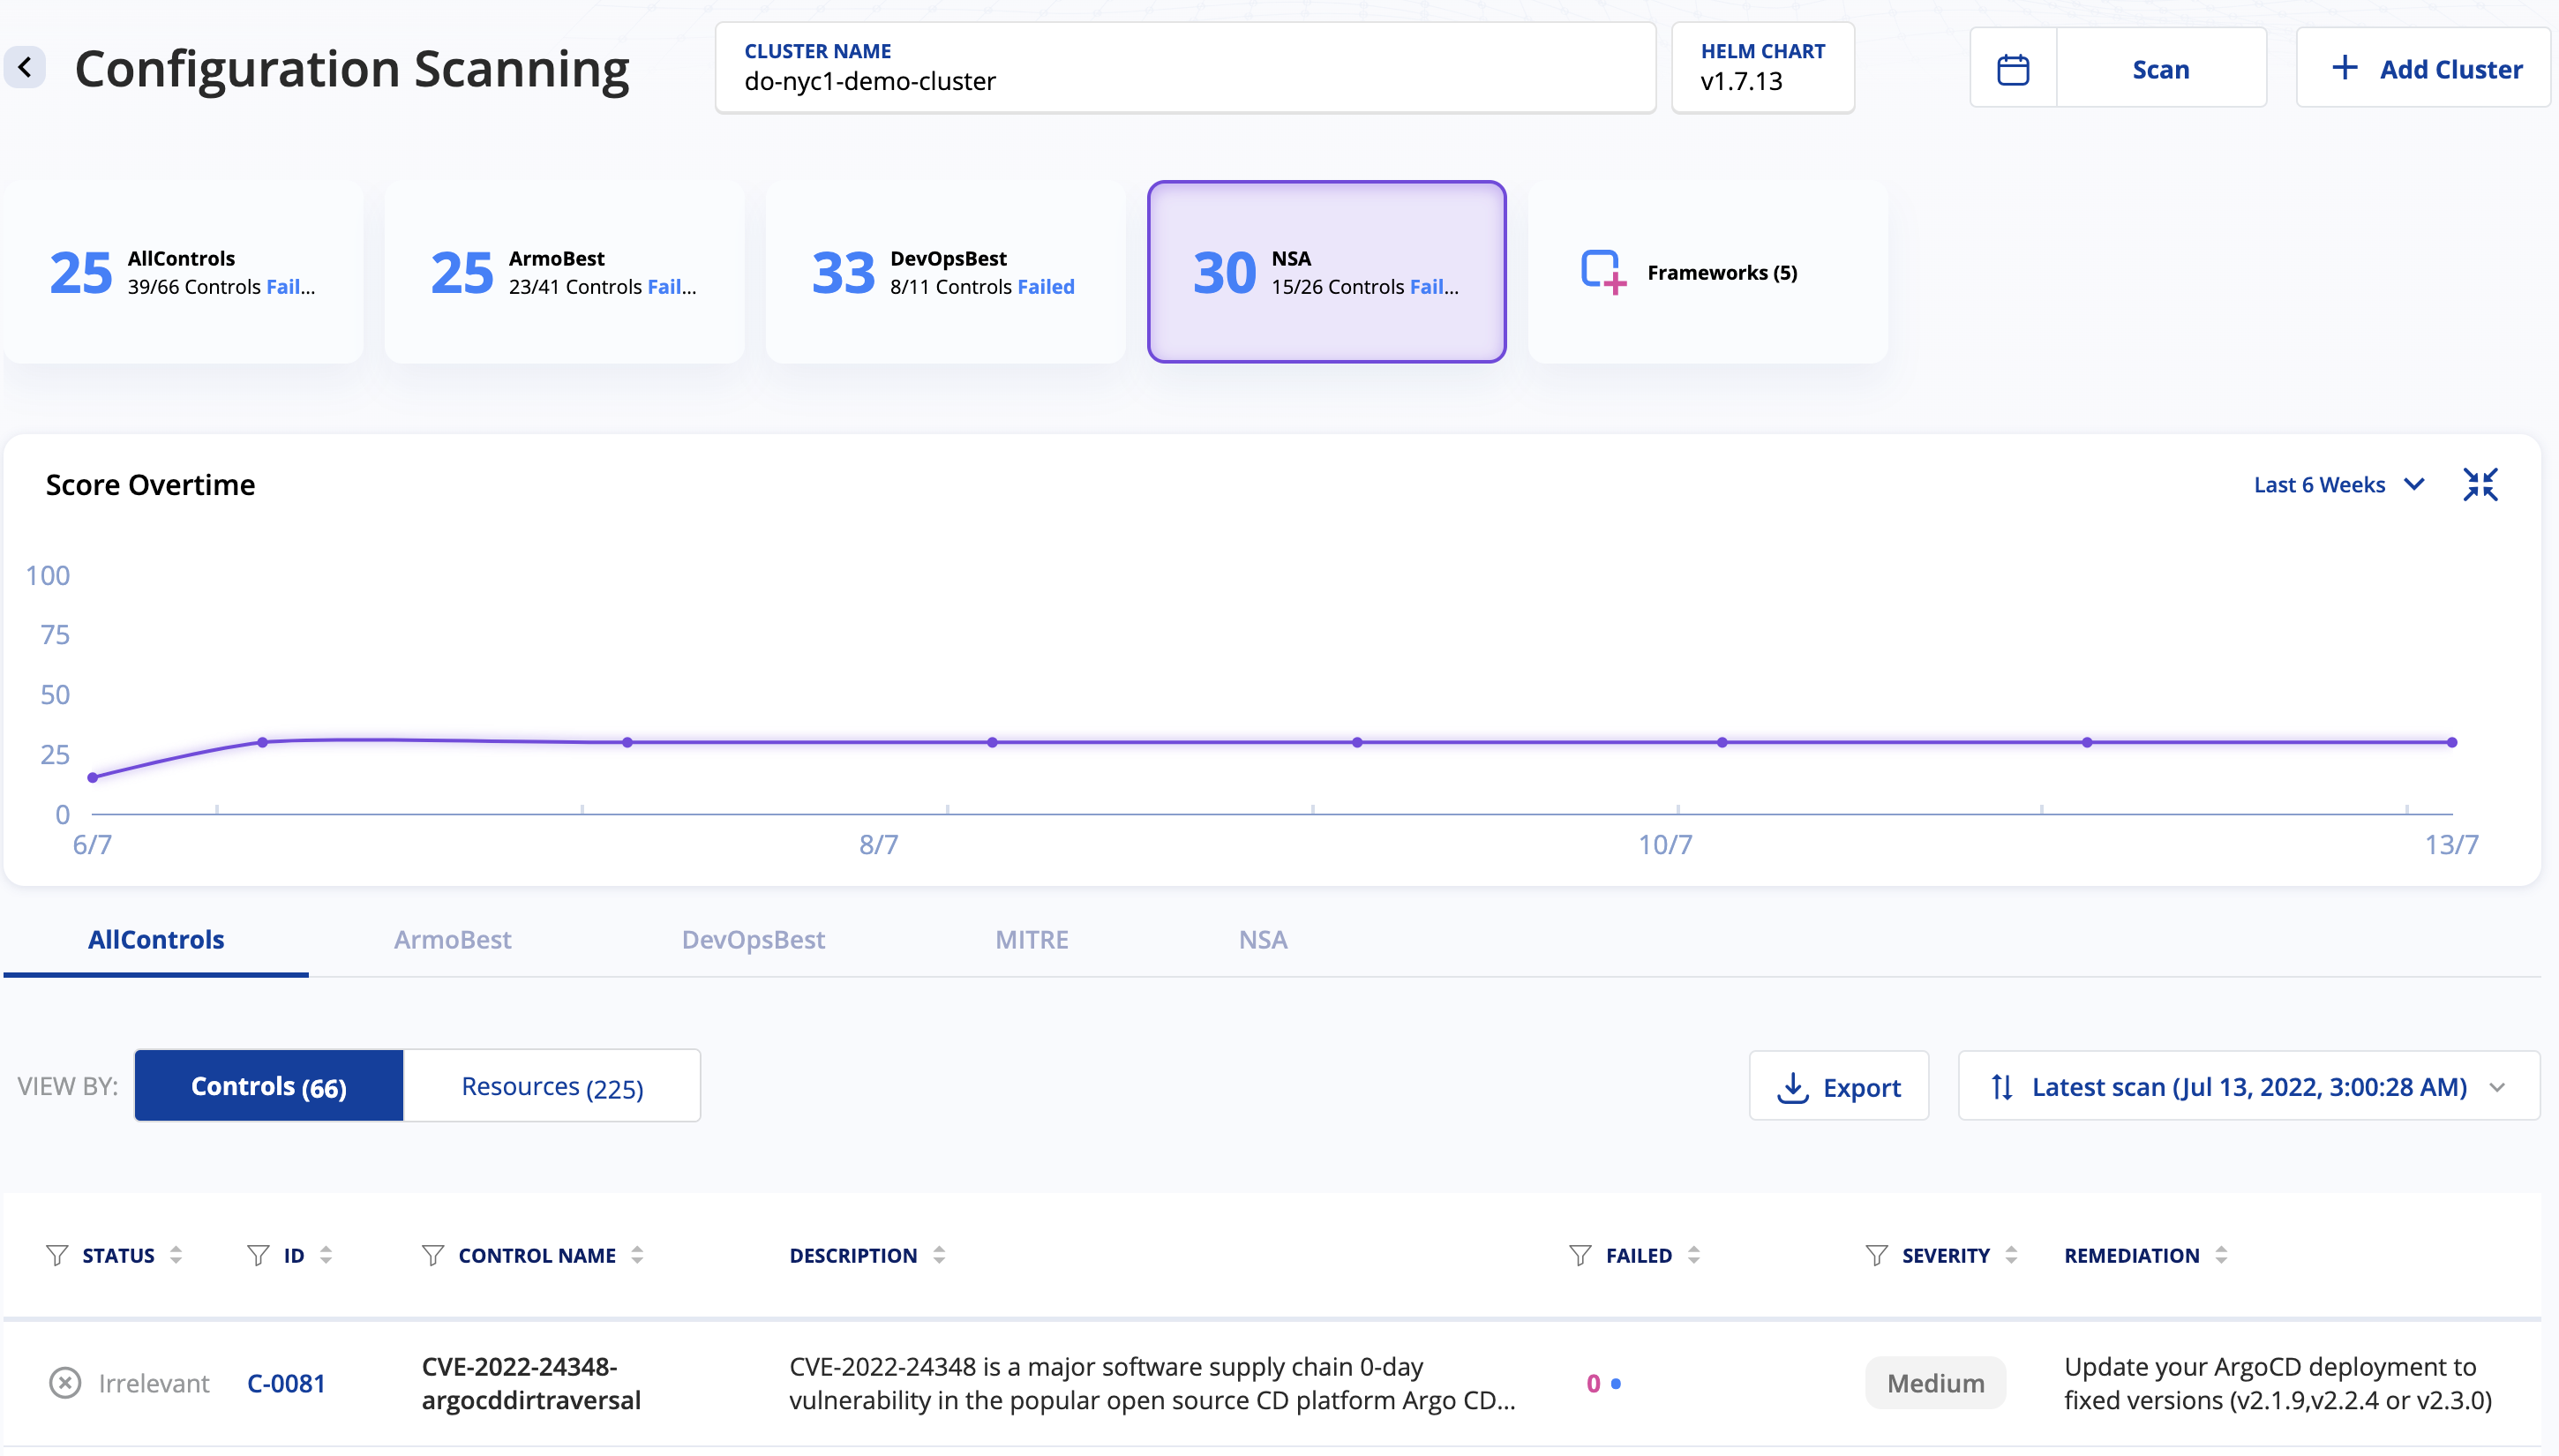 Configuration Scanning
CLUSTER NAME
do-nyc1-demo-cluster
HELM CHART
v1.7.13
Scan
Add Cluster
25
AllControls
39/66 Controls Fail...
25
ArmoBest
23/41 Controls Fail...
33
DevOpsBest
8/11 Controls Failed
30
NSA
15/26 Controls Fail...
Frameworks (5)
Score Overtime
Last 6 Weeks
100
75
50
25
0
6/7
8/7
10/7
13/7
AllControls
ArmoBest
DevOpsBest
MITRE
NSA
VIEW BY:
Controls (66)
Resources (225)
Export
Latest scan (Jul 13, 2022, 3:00:28 AM)
STATUS
ID
CONTROL NAME
DESCRIPTION
FAILED
SEVERITY
REMEDIATION
Irrelevant
C-0081
CVE-2022-24348-
argocddirtraversal
CVE-2022-24348 is a major software supply chain 0-day
vulnerability in the popular open source CD platform Argo CD...
0
Medium
Update your ArgoCD deployment to
fixed versions (v2.1.9,v2.2.4 or v2.3.0)